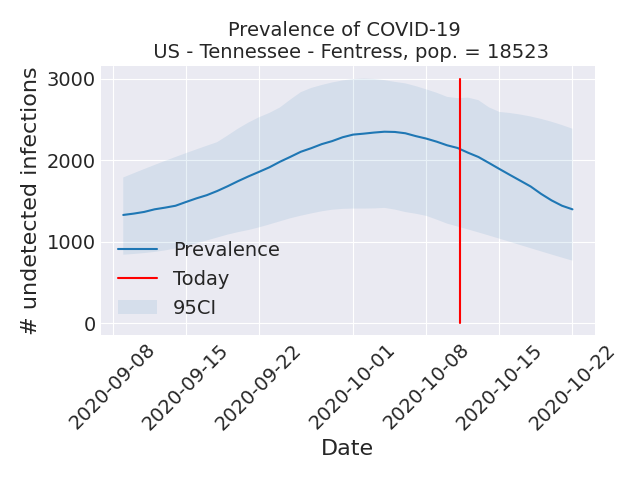 Prevalence of COVID-19
US - Tennessee - Fentress, pop. = 18523
# undetected infections
3000
2000
1000
0
Prevalence
Today
95CI
2020-09-08
2020-09-15
2020-09-22
2020-10-01
2020-10-08
2020-10-15
2020-10-22
Date